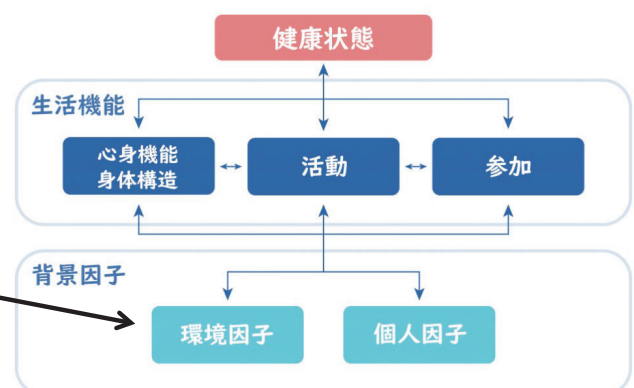 健康状態
生活機能
心身機能
身体構造
活動
参加
背景因子
環境因子
個人因子